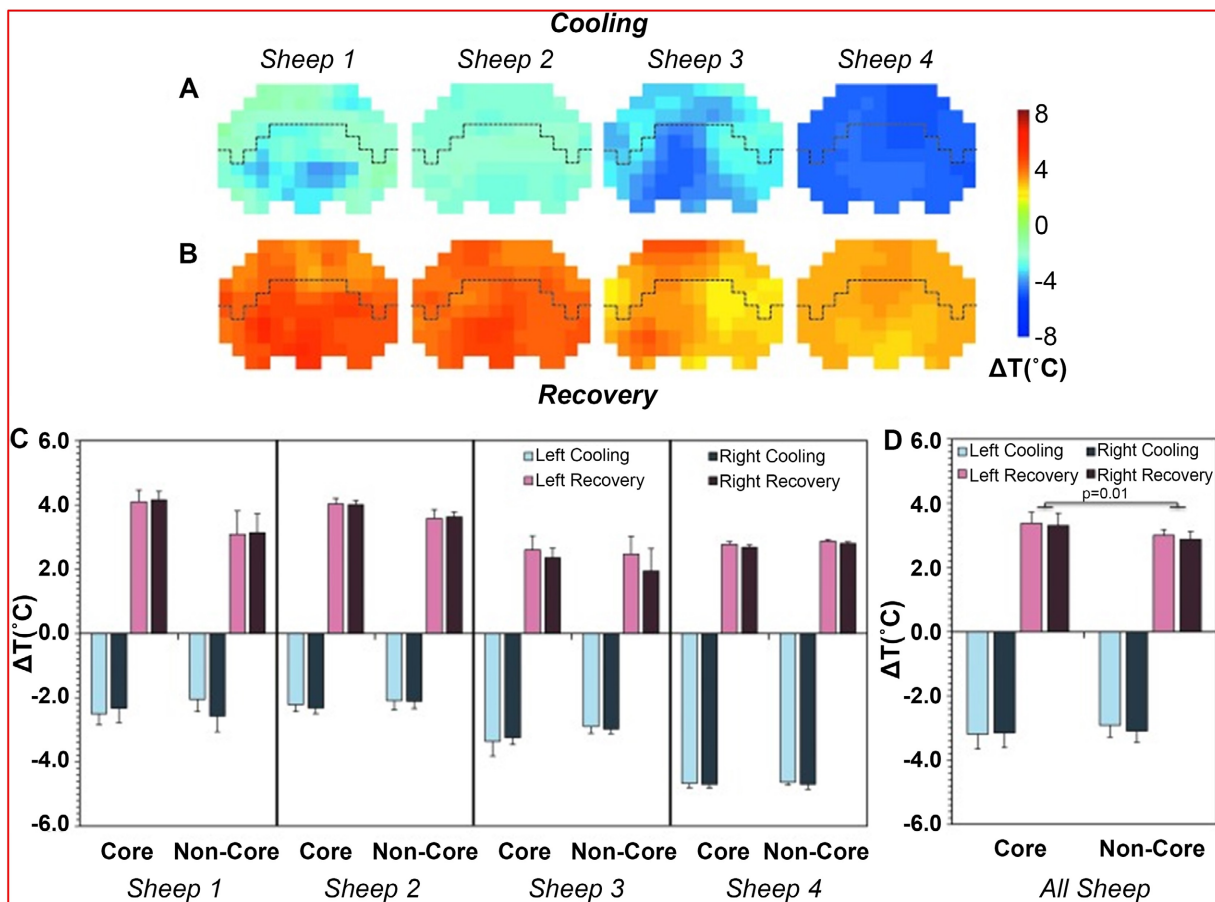 Cooling
Sheep 1 Sheep 2 Sheep 3 Sheep 4
A
8
4
0
-4
-8
ΔT(˚C)
B
Recovery
C
6.0
4.0
2.0
0.0
-2.0
-4.0
-6.0
ΔT(˚C)
Left Cooling Right Cooling
Left Recovery Right Recovery
Core Non-Core Core Non-Core Core Non-Core Core Non-Core
Sheep 1 Sheep 2 Sheep 3 Sheep 4
D
6.0
4.0
2.0
0.0
-2.0
-4.0
-6.0
ΔT(˚C)
Left Cooling Right Cooling
Left Recovery Right Recovery
p=0.01
Core Non-Core
All Sheep